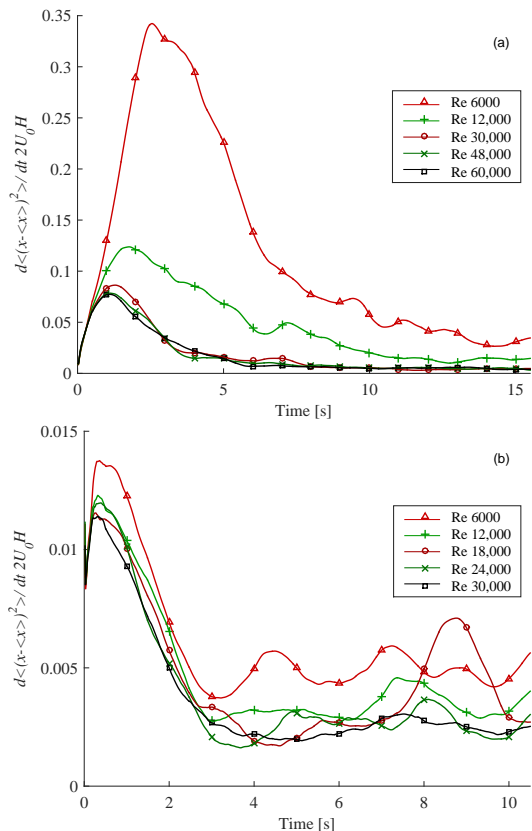 (a)
0.35
0.3
0.25
0.2
0.15
0.1
0.05
0
d<(x-<x>)²>/ dt 2U₀H
Re 6000
Re 12,000
Re 30,000
Re 48,000
Re 60,000
0 5 10 15
Time [s]
(b)
0.015
0.01
0.005
0
d<(x-<x>)²>/ dt 2U₀H
Re 6000
Re 12,000
Re 18,000
Re 24,000
Re 30,000
0 2 4 6 8 10
Time [s]